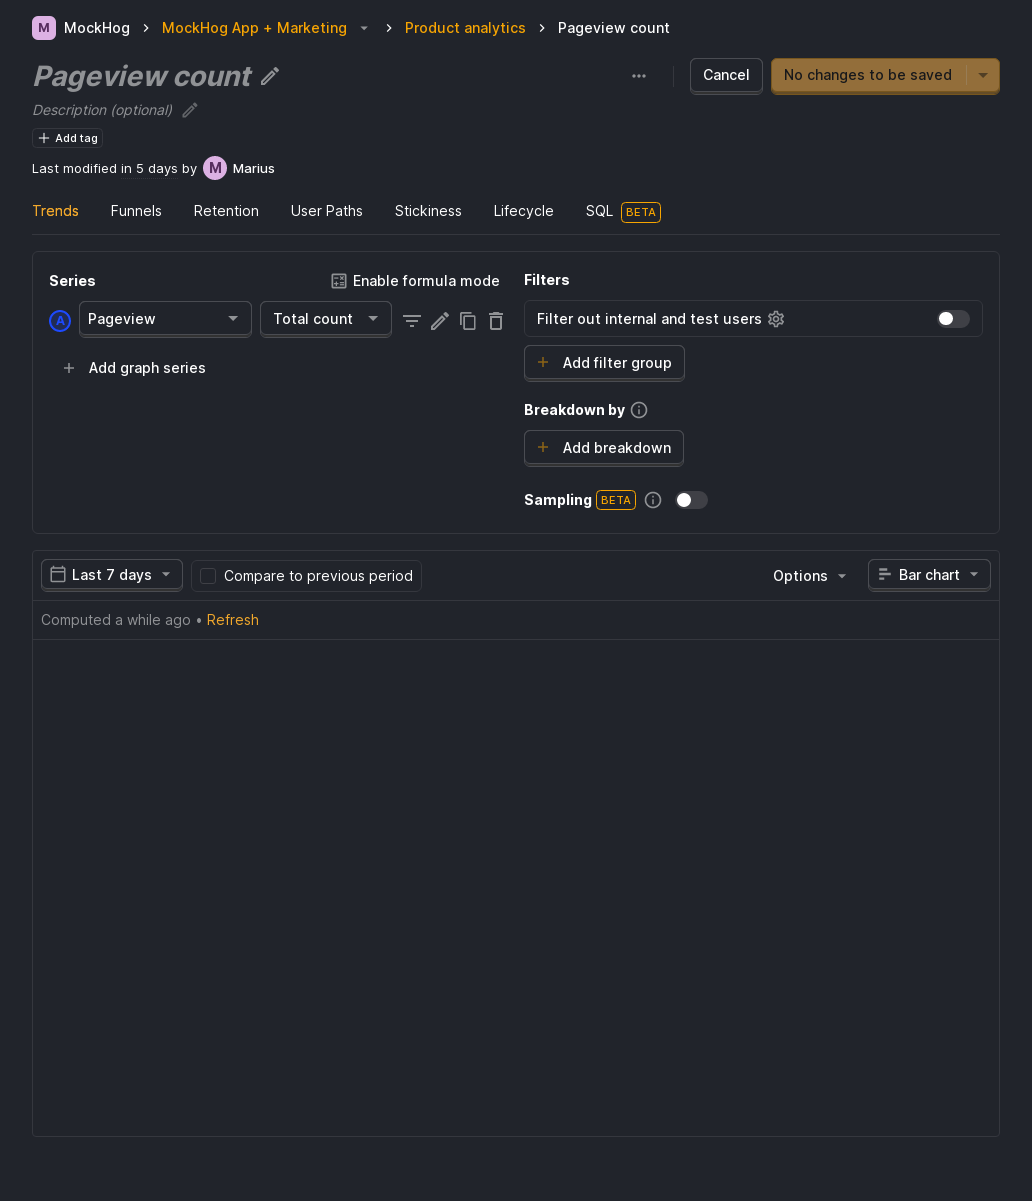 M MockHog MockHog App + Marketing Product analytics Pageview count
Pageview count
Cancel No changes to be saved
Description (optional)
Add tag
Last modified in 5 days by M Marius
Trends Funnels Retention User Paths Stickiness Lifecycle SQL BETA
Series Enable formula mode
A Pageview Total count
Add graph series
Filters
Filter out internal and test users
Add filter group
Breakdown by
Add breakdown
Sampling BETA
Last 7 days Compare to previous period Options Bar chart
Computed a while ago • Refresh